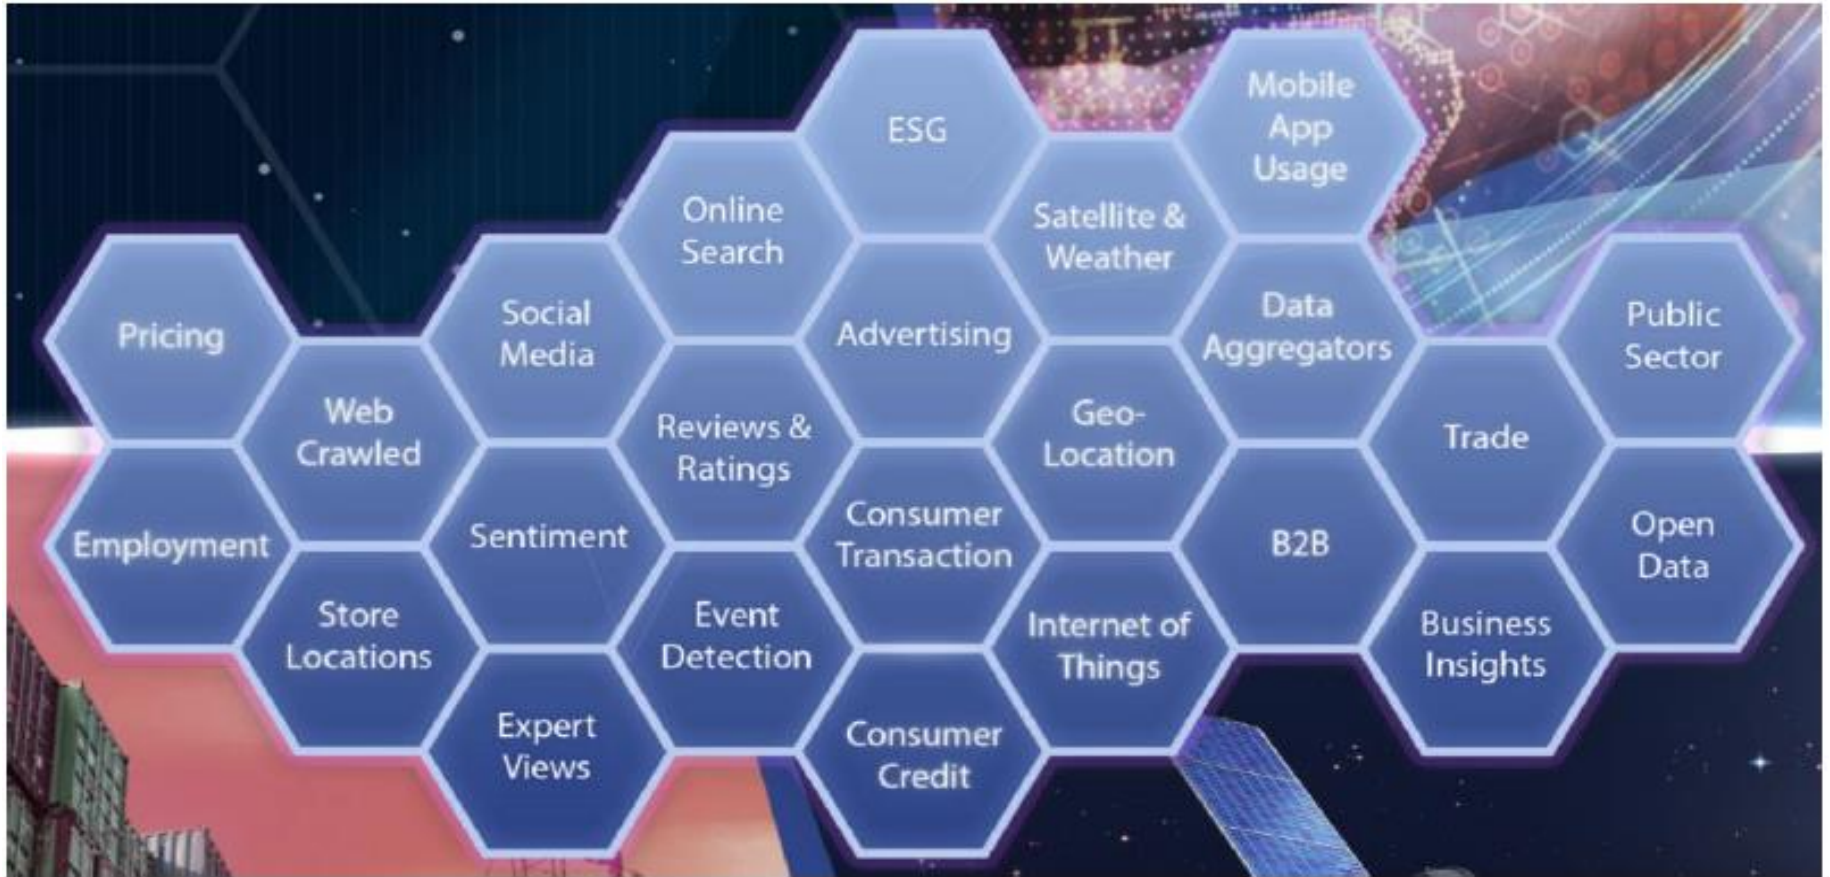 ESG
Mobile
App
Usage
Online
Search
Satellite &
Weather
Pricing
Social
Media
Advertising
Data
Aggregators
Public
Sector
Web
Crawled
Reviews &
Ratings
Geo-
Location
Trade
Employment
Sentiment
Consumer
Transaction
B2B
Open
Data
Store
Locations
Event
Detection
Internet of
Things
Business
Insights
Expert
Views
Consumer
Credit